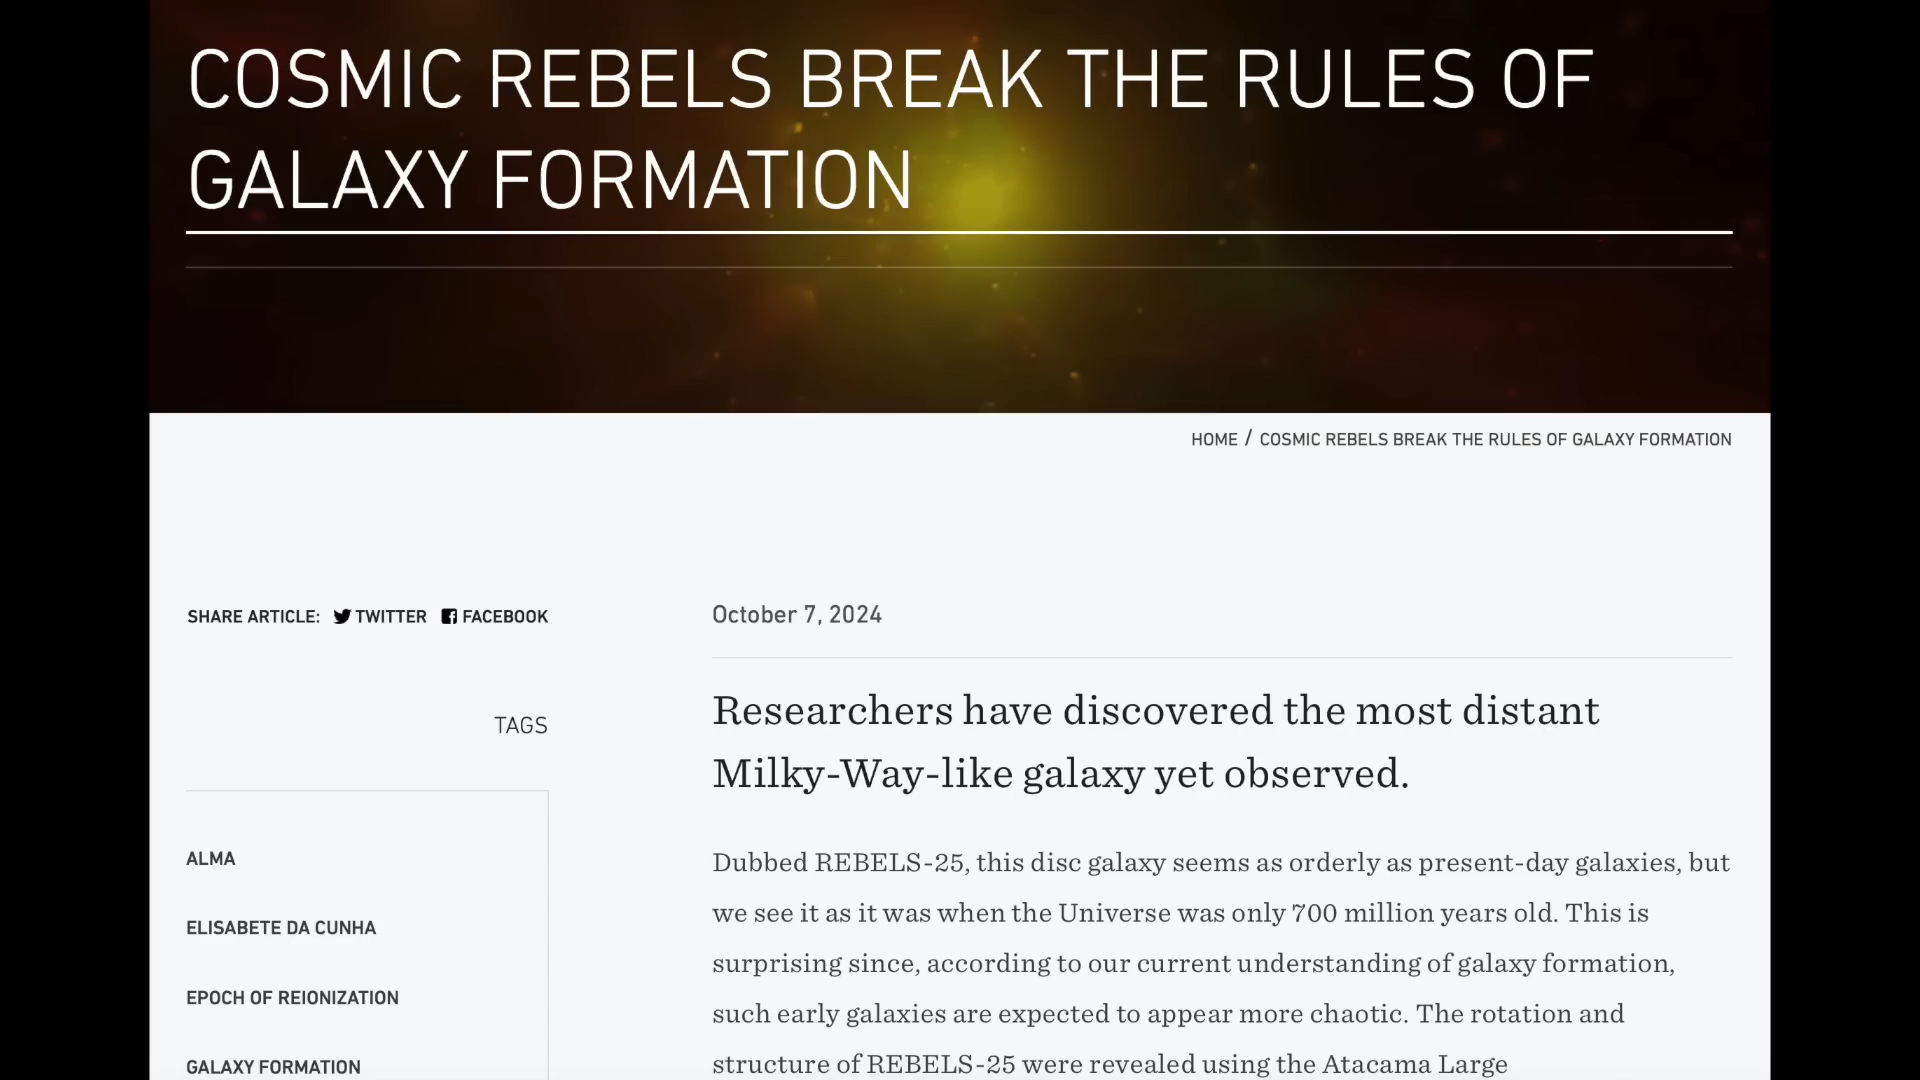 COSMIC REBELS BREAK THE RULES OF
GALAXY FORMATION
HOME / COSMIC REBELS BREAK THE RULES OF GALAXY FORMATION
SHARE ARTICLE: TWITTER FACEBOOK
TAGS
ALMA
ELISABETE DA CUNHA
EPOCH OF REIONIZATION
GALAXY FORMATION
October 7, 2024
Researchers have discovered the most distant
Milky-Way-like galaxy yet observed.
Dubbed REBELS-25, this disc galaxy seems as orderly as present-day galaxies, but
we see it as it was when the Universe was only 700 million years old. This is
surprising since, according to our current understanding of galaxy formation,
such early galaxies are expected to appear more chaotic. The rotation and
structure of REBELS-25 were revealed using the Atacama Large